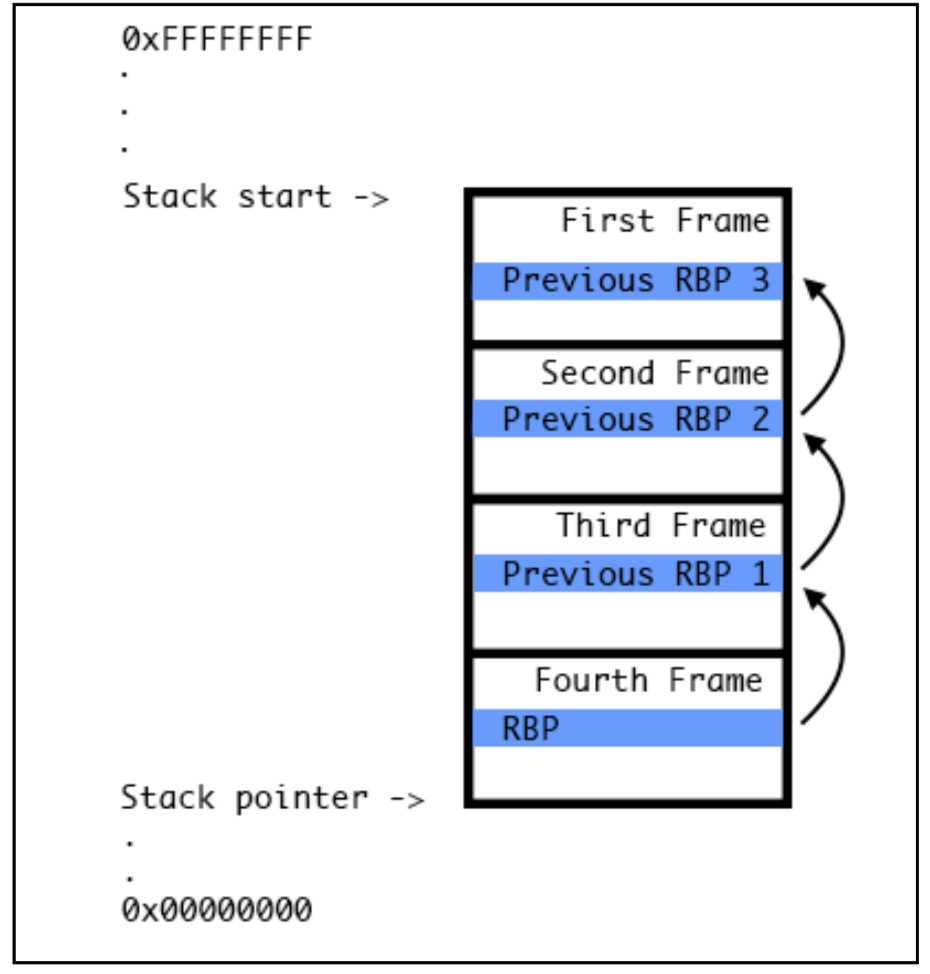 0xFFFFFFFF
.
.
.
Stack start ->
First Frame
Previous RBP 3
Second Frame
Previous RBP 2
Third Frame
Previous RBP 1
Fourth Frame
RBP
Stack pointer ->
.
.
0x00000000